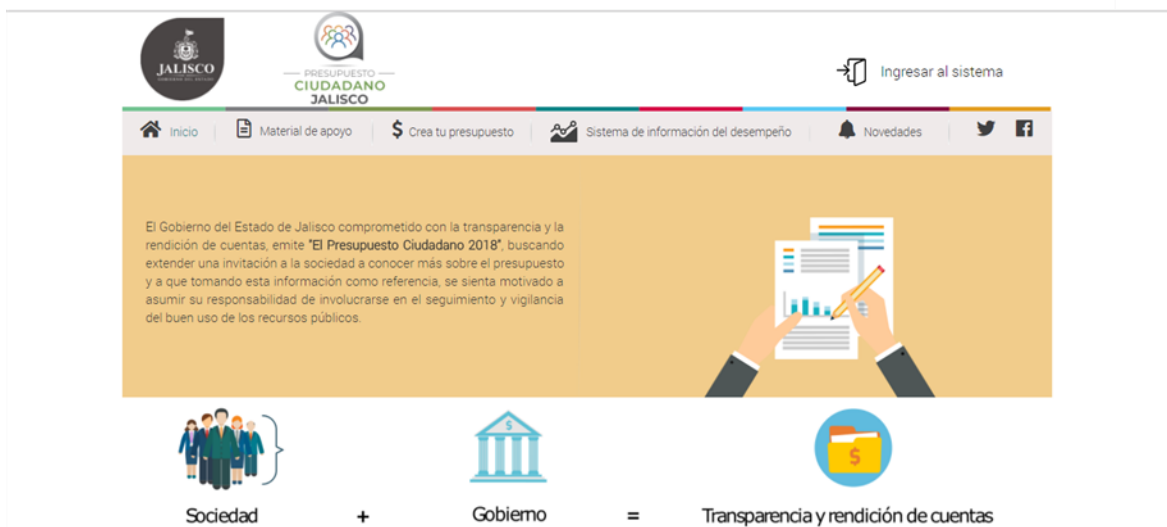 JALISCO
PRESUPUESTO
CIUDADANO
JALISCO
Ingresar al sistema
Inicio
Material de apoyo
$ Crea tu presupuesto
Sistema de información del desempeño
Novedades
El Gobierno del Estado de Jalisco comprometido con la transparencia y la
rendición de cuentas, emite "El Presupuesto Ciudadano 2018", buscando
extender una invitación a la sociedad a conocer más sobre el presupuesto
y a que tomando esta información como referencia, se sienta motivado a
asumir su responsabilidad de involucrarse en el seguimiento y vigilancia
del buen uso de los recursos públicos.
Sociedad + Gobierno = Transparencia y rendición de cuentas